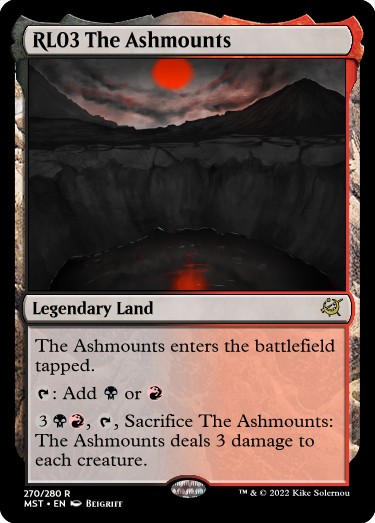 RL03 The Ashmounts
Legendary Land
The Ashmounts enters the battlefield
tapped.
: Add or
3, , Sacrifice The Ashmounts:
The Ashmounts deals 3 damage to
each creature.
270/280 R
MST • EN Beigriff
™ & © 2022 Kike Solernou